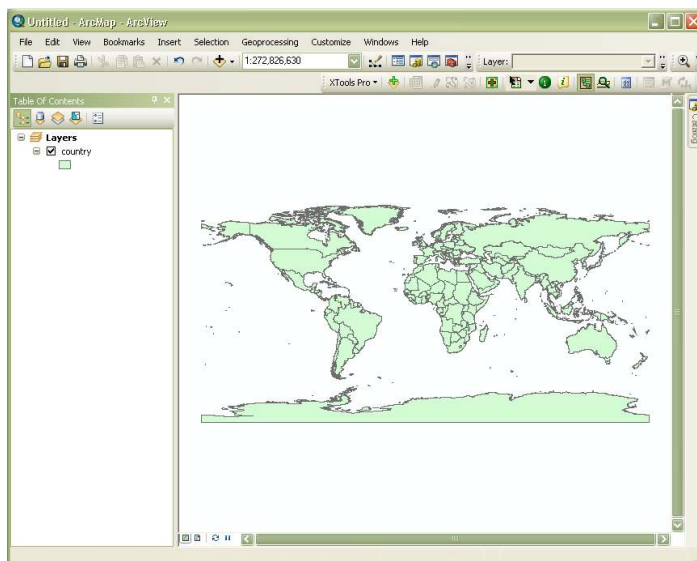 Untitled - ArcMap - ArcView
File Edit View Bookmarks Insert Selection Geoprocessing Customize Windows Help
1:272,826,630 Layer:
XTools Pro
Table Of Contents
Catalog
Layers
country